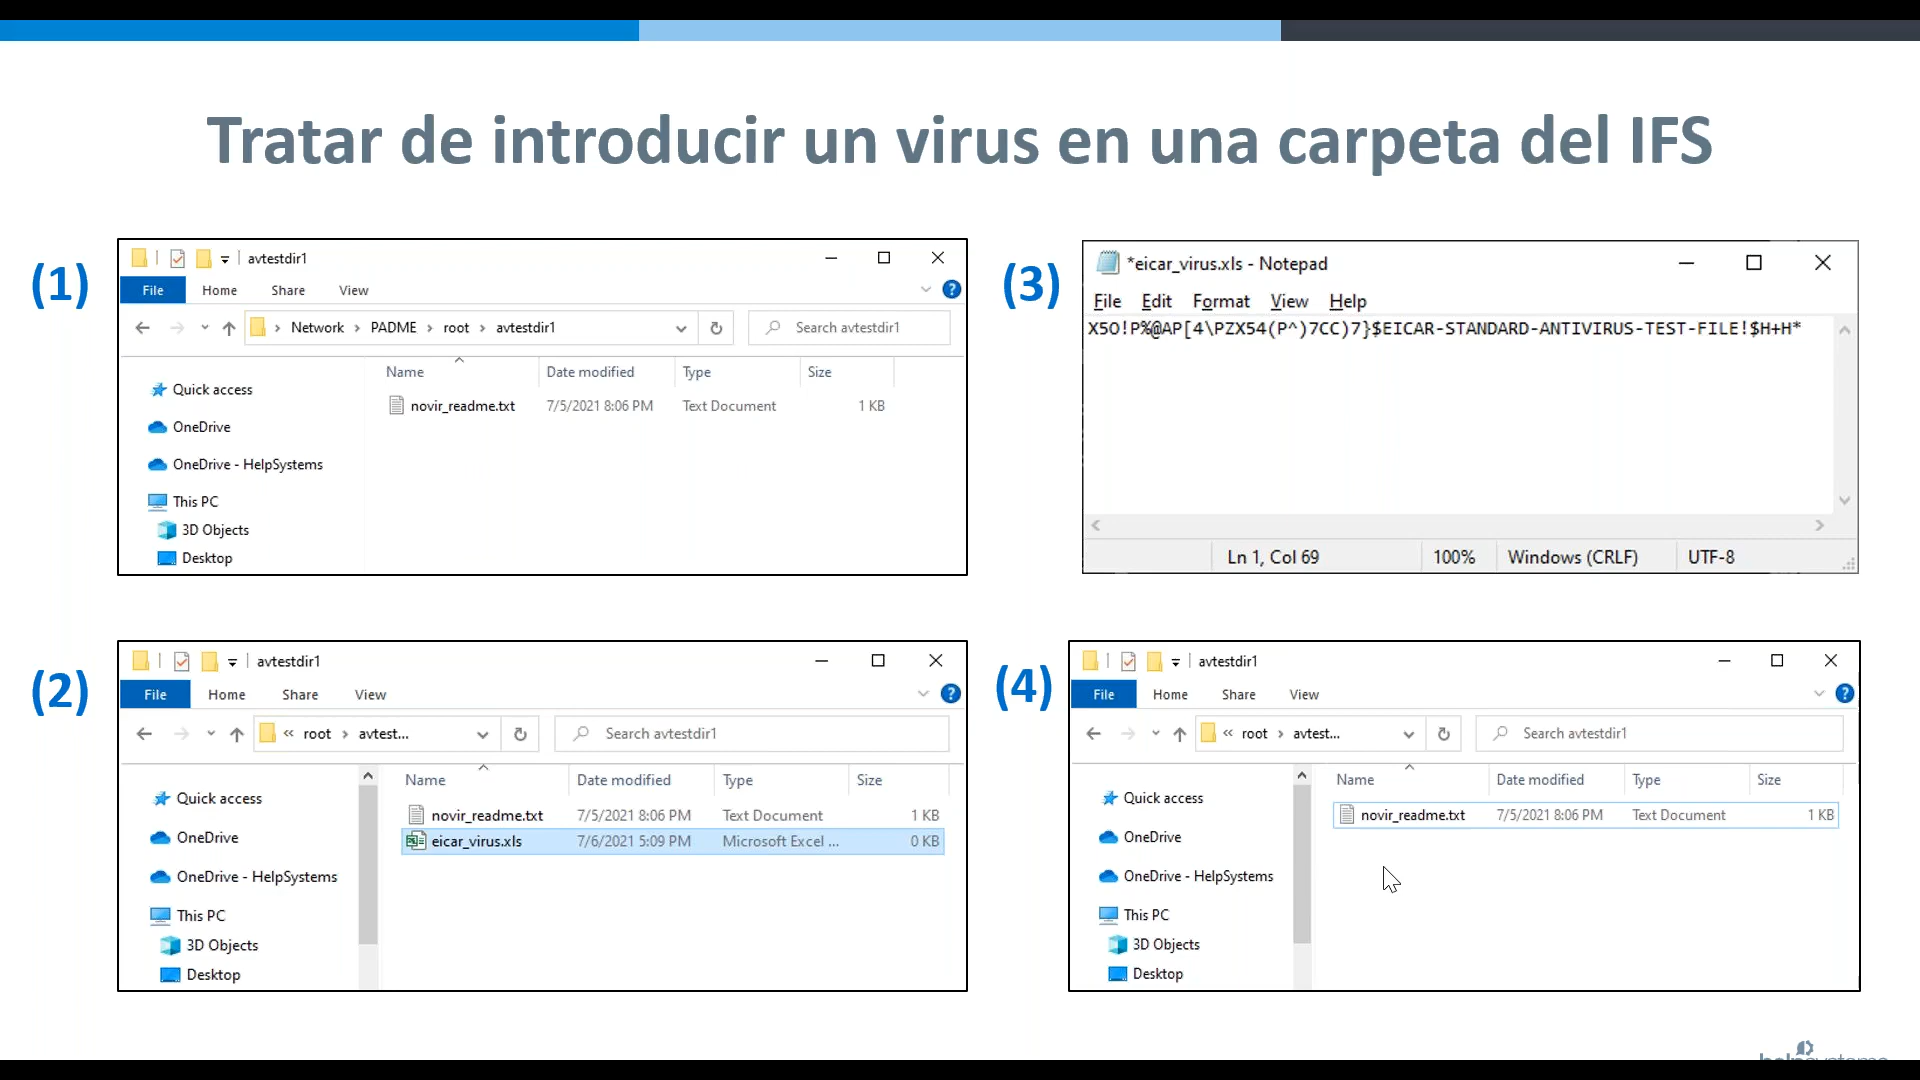 Tratar de introducir un virus en una carpeta del IFS
(1)
avtestdir1
File Home Share View
Network > PADME > root > avtestdir1
Search avtestdir1
Name Date modified Type Size
novir_readme.txt 7/5/2021 8:06 PM Text Document 1 KB
Quick access
OneDrive
OneDrive - HelpSystems
This PC
3D Objects
Desktop
(2)
avtestdir1
File Home Share View
« root > avtest...
Search avtestdir1
Name Date modified Type Size
novir_readme.txt 7/5/2021 8:06 PM Text Document 1 KB
eicar_virus.xls 7/6/2021 5:09 PM Microsoft Excel ... 0 KB
Quick access
OneDrive
OneDrive - HelpSystems
This PC
3D Objects
Desktop
(3)
*eicar_virus.xls - Notepad
File Edit Format View Help
X5O!P%@AP[4\PZX54(P^)7CC)7}$EICAR-STANDARD-ANTIVIRUS-TEST-FILE!$H+H*
Ln 1, Col 69 100% Windows (CRLF) UTF-8
(4)
avtestdir1
File Home Share View
« root > avtest...
Search avtestdir1
Name Date modified Type Size
novir_readme.txt 7/5/2021 8:06 PM Text Document 1 KB
Quick access
OneDrive
OneDrive - HelpSystems
This PC
3D Objects
Desktop